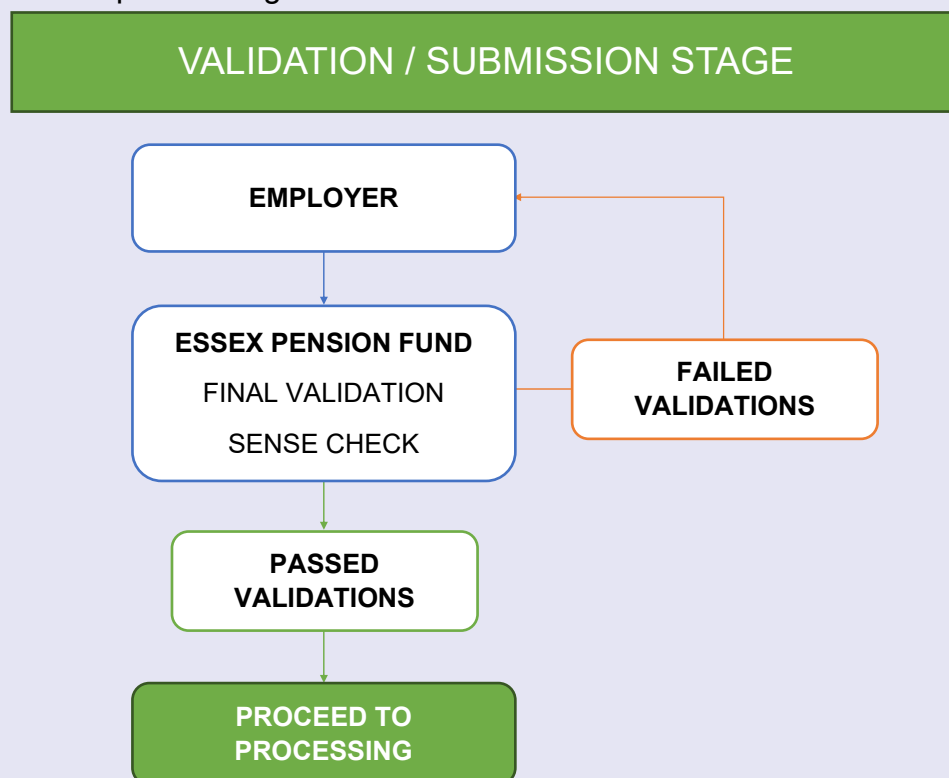 VALIDATION / SUBMISSION STAGE
EMPLOYER
ESSEX PENSION FUND
FINAL VALIDATION
SENSE CHECK
FAILED
VALIDATIONS
PASSED
VALIDATIONS
PROCEED TO
PROCESSING